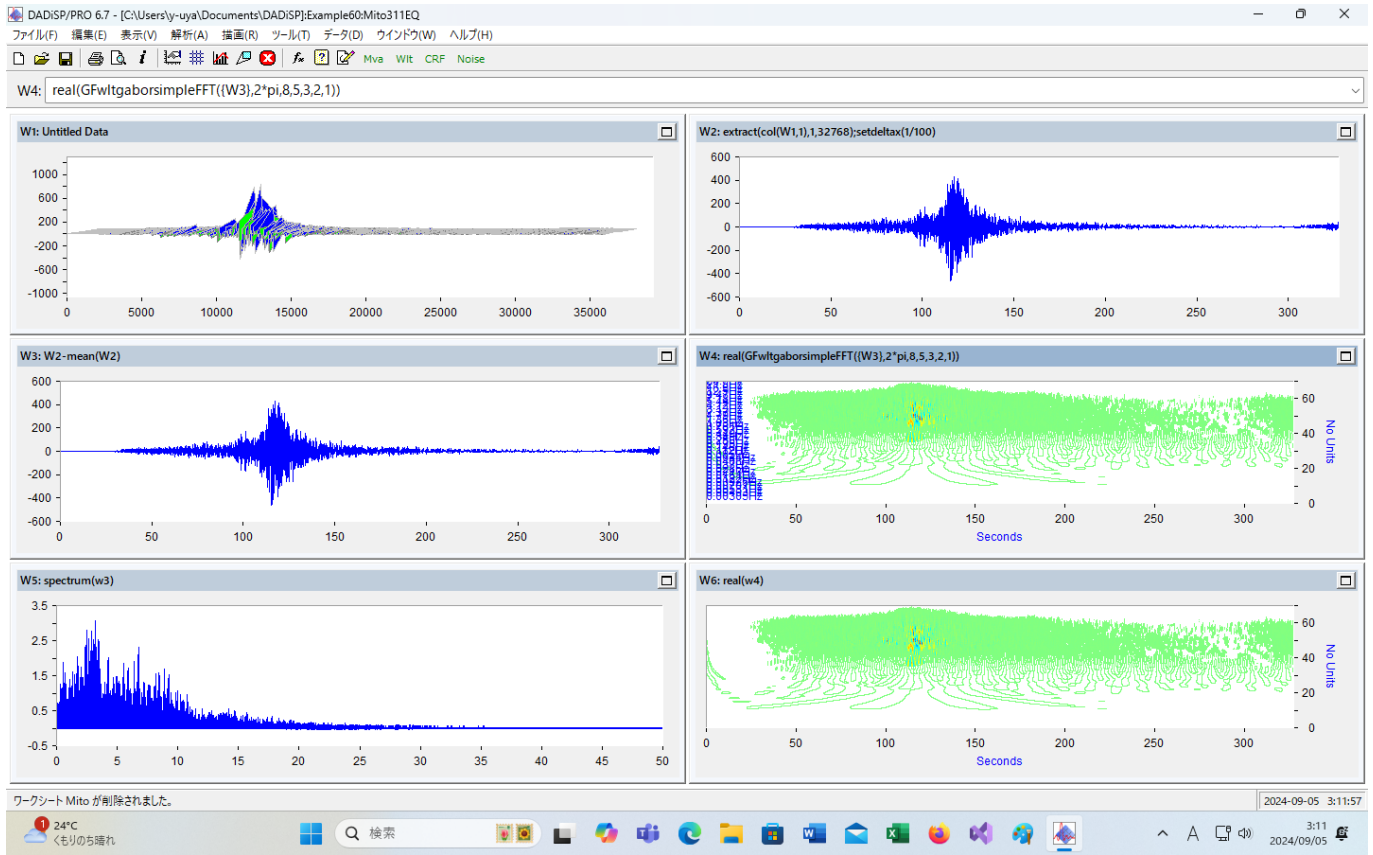 DADiSP/PRO 6.7 - [C:\Users\y-uya\Documents\DADiSP]:Example60:Mito311EQ
ファイル(F) 編集(E) 表示(V) 解析(A) 描画(R) ツール(T) データ(D) ウインドウ(W) ヘルプ(H)
Mva Wlt CRF Noise
W4: real(GFwltgaborsimpleFFT({W3},2*pi,8,5,3,2,1))
W1: Untitled Data
1000
600
200
-200
-600
-1000
0 5000 10000 15000 20000 25000 30000 35000
W2: extract(col(W1,1),1,32768);setdeltax(1/100)
600
400
200
0
-200
-400
-600
0 50 100 150 200 250 300
W3: W2-mean(W2)
600
400
200
0
-200
-400
-600
0 50 100 150 200 250 300
W4: real(GFwltgaborsimpleFFT({W3},2*pi,8,5,3,2,1))
60
40
20
0
No Units
0.00305Hz
0 50 100 150 200 250 300
Seconds
W5: spectrum(w3)
3.5
2.5
1.5
0.5
-0.5
0 5 10 15 20 25 30 35 40 45 50
W6: real(w4)
60
40
20
0
No Units
0 50 100 150 200 250 300
Seconds
ワークシート Mito が削除されました。
2024-09-05 3:11:57
1
24°C
くもりのち晴れ
検索
A
3:11
2024/09/05